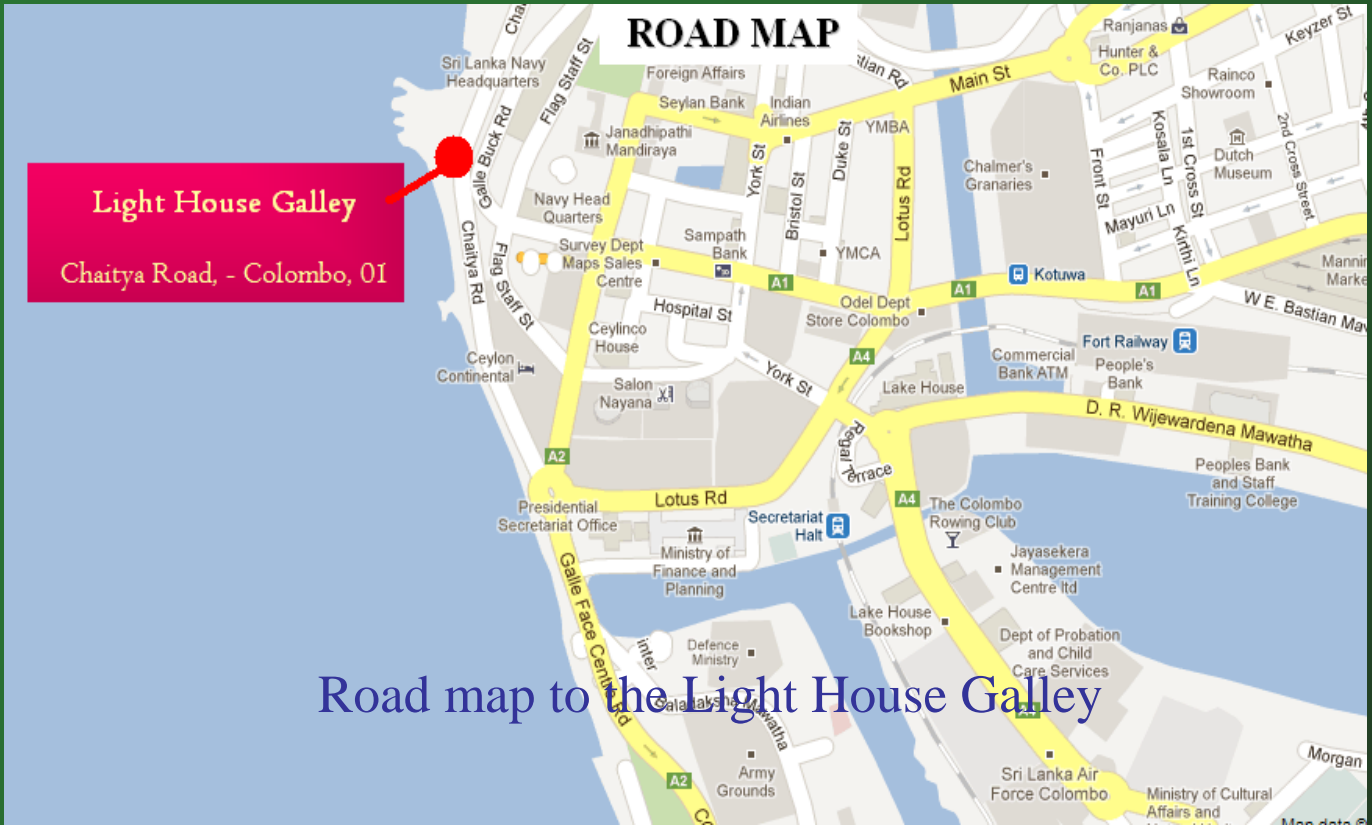 ROAD MAP
Ranjanas
Keyzer St
Sri Lanka Navy
Headquarters
Flag Staff St
Foreign Affairs
Main St
Hunter &
Co. PLC
Rainco
Showroom
Seylan Bank
Indian
Airlines
YMBA
Galle Buck Rd
Janadhipathi
Mandiraya
Duke St
York St
Kosala Ln
1st Cross St
2nd Cross Street
Dutch
Museum
Chalmer's
Granaries
Front St
Light House Galley
Chaitya Road, - Colombo, 01
Navy Head
Quarters
Bristol St
Lotus Rd
Mayuri Ln
Kirthi Ln
Chaitya Rd
Flag Staff St
Survey Dept
Maps Sales
Centre
Sampath
Bank
YMCA
A1
A1
Kotuwa
A1
Hospital St
Odel Dept
Store Colombo
W E. Bastian
Ceylinco
House
Fort Railway
Ceylon
Continental
A4
Commercial
Bank ATM
People's
Bank
Salon
Nayana
York St
Lake House
D. R. Wijewardena Mawatha
Regal Terrace
A2
Peoples Bank
and Staff
Training College
Lotus Rd
A4
Presidential
Secretariat Office
Secretariat
Halt
The Colombo
Rowing Club
Ministry of
Finance and
Planning
Jayasekera
Management
Centre ltd
Galle Face Centre Rd
Lake House
Bookshop
inter
Defence
Ministry
Dept of Probation
and Child
Care Services
Road map to the Light House Galley
Mawatha
A4
Army
Grounds
A2
Sri Lanka Air
Force Colombo
Morgan
Ministry of Cultural
Affairs and